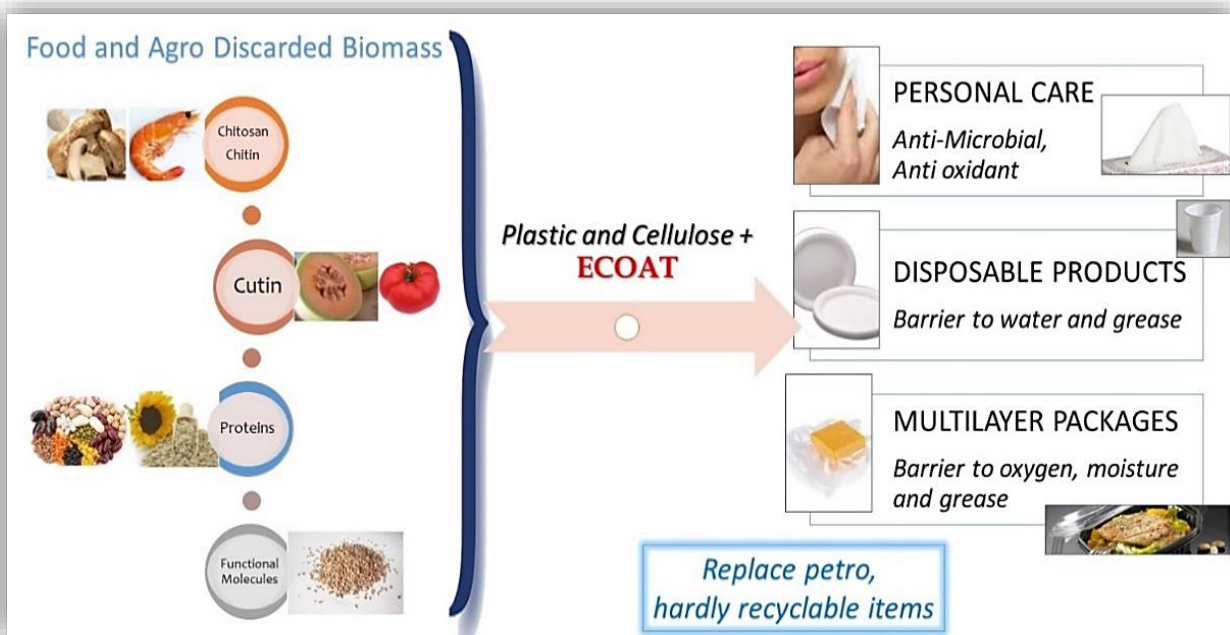 Food and Agro Discarded Biomass
Chitosan
Chitin
Cutin
Proteins
Functional
Molecules
Plastic and Cellulose +
ECOAT
PERSONAL CARE
Anti-Microbial,
Anti oxidant
DISPOSABLE PRODUCTS
Barrier to water and grease
MULTILAYER PACKAGES
Barrier to oxygen, moisture
and grease
Replace petro,
hardly recyclable items